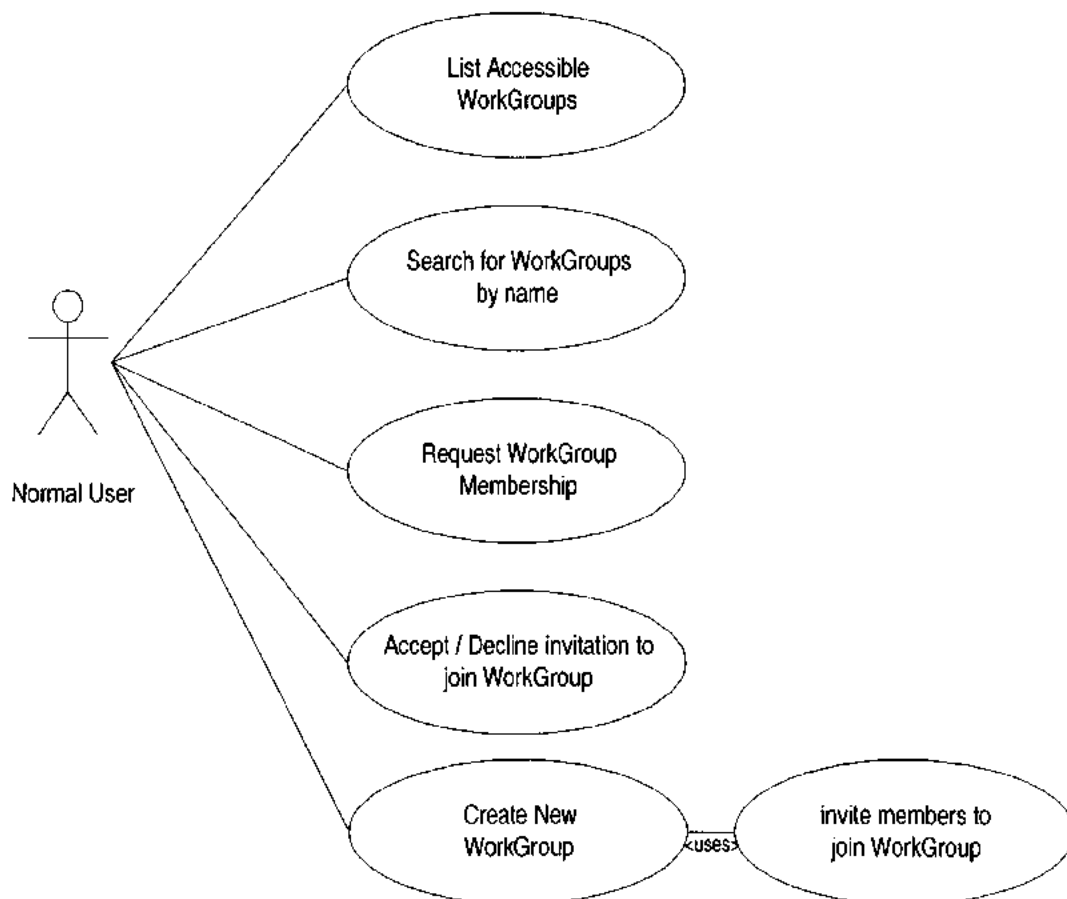 List Accessible
WorkGroups
Search for WorkGroups
by name
Normal User
Request WorkGroup
Membership
Accept / Decline invitation to
join WorkGroup
Create New
WorkGroup
<uses>
invite members to
join WorkGroup